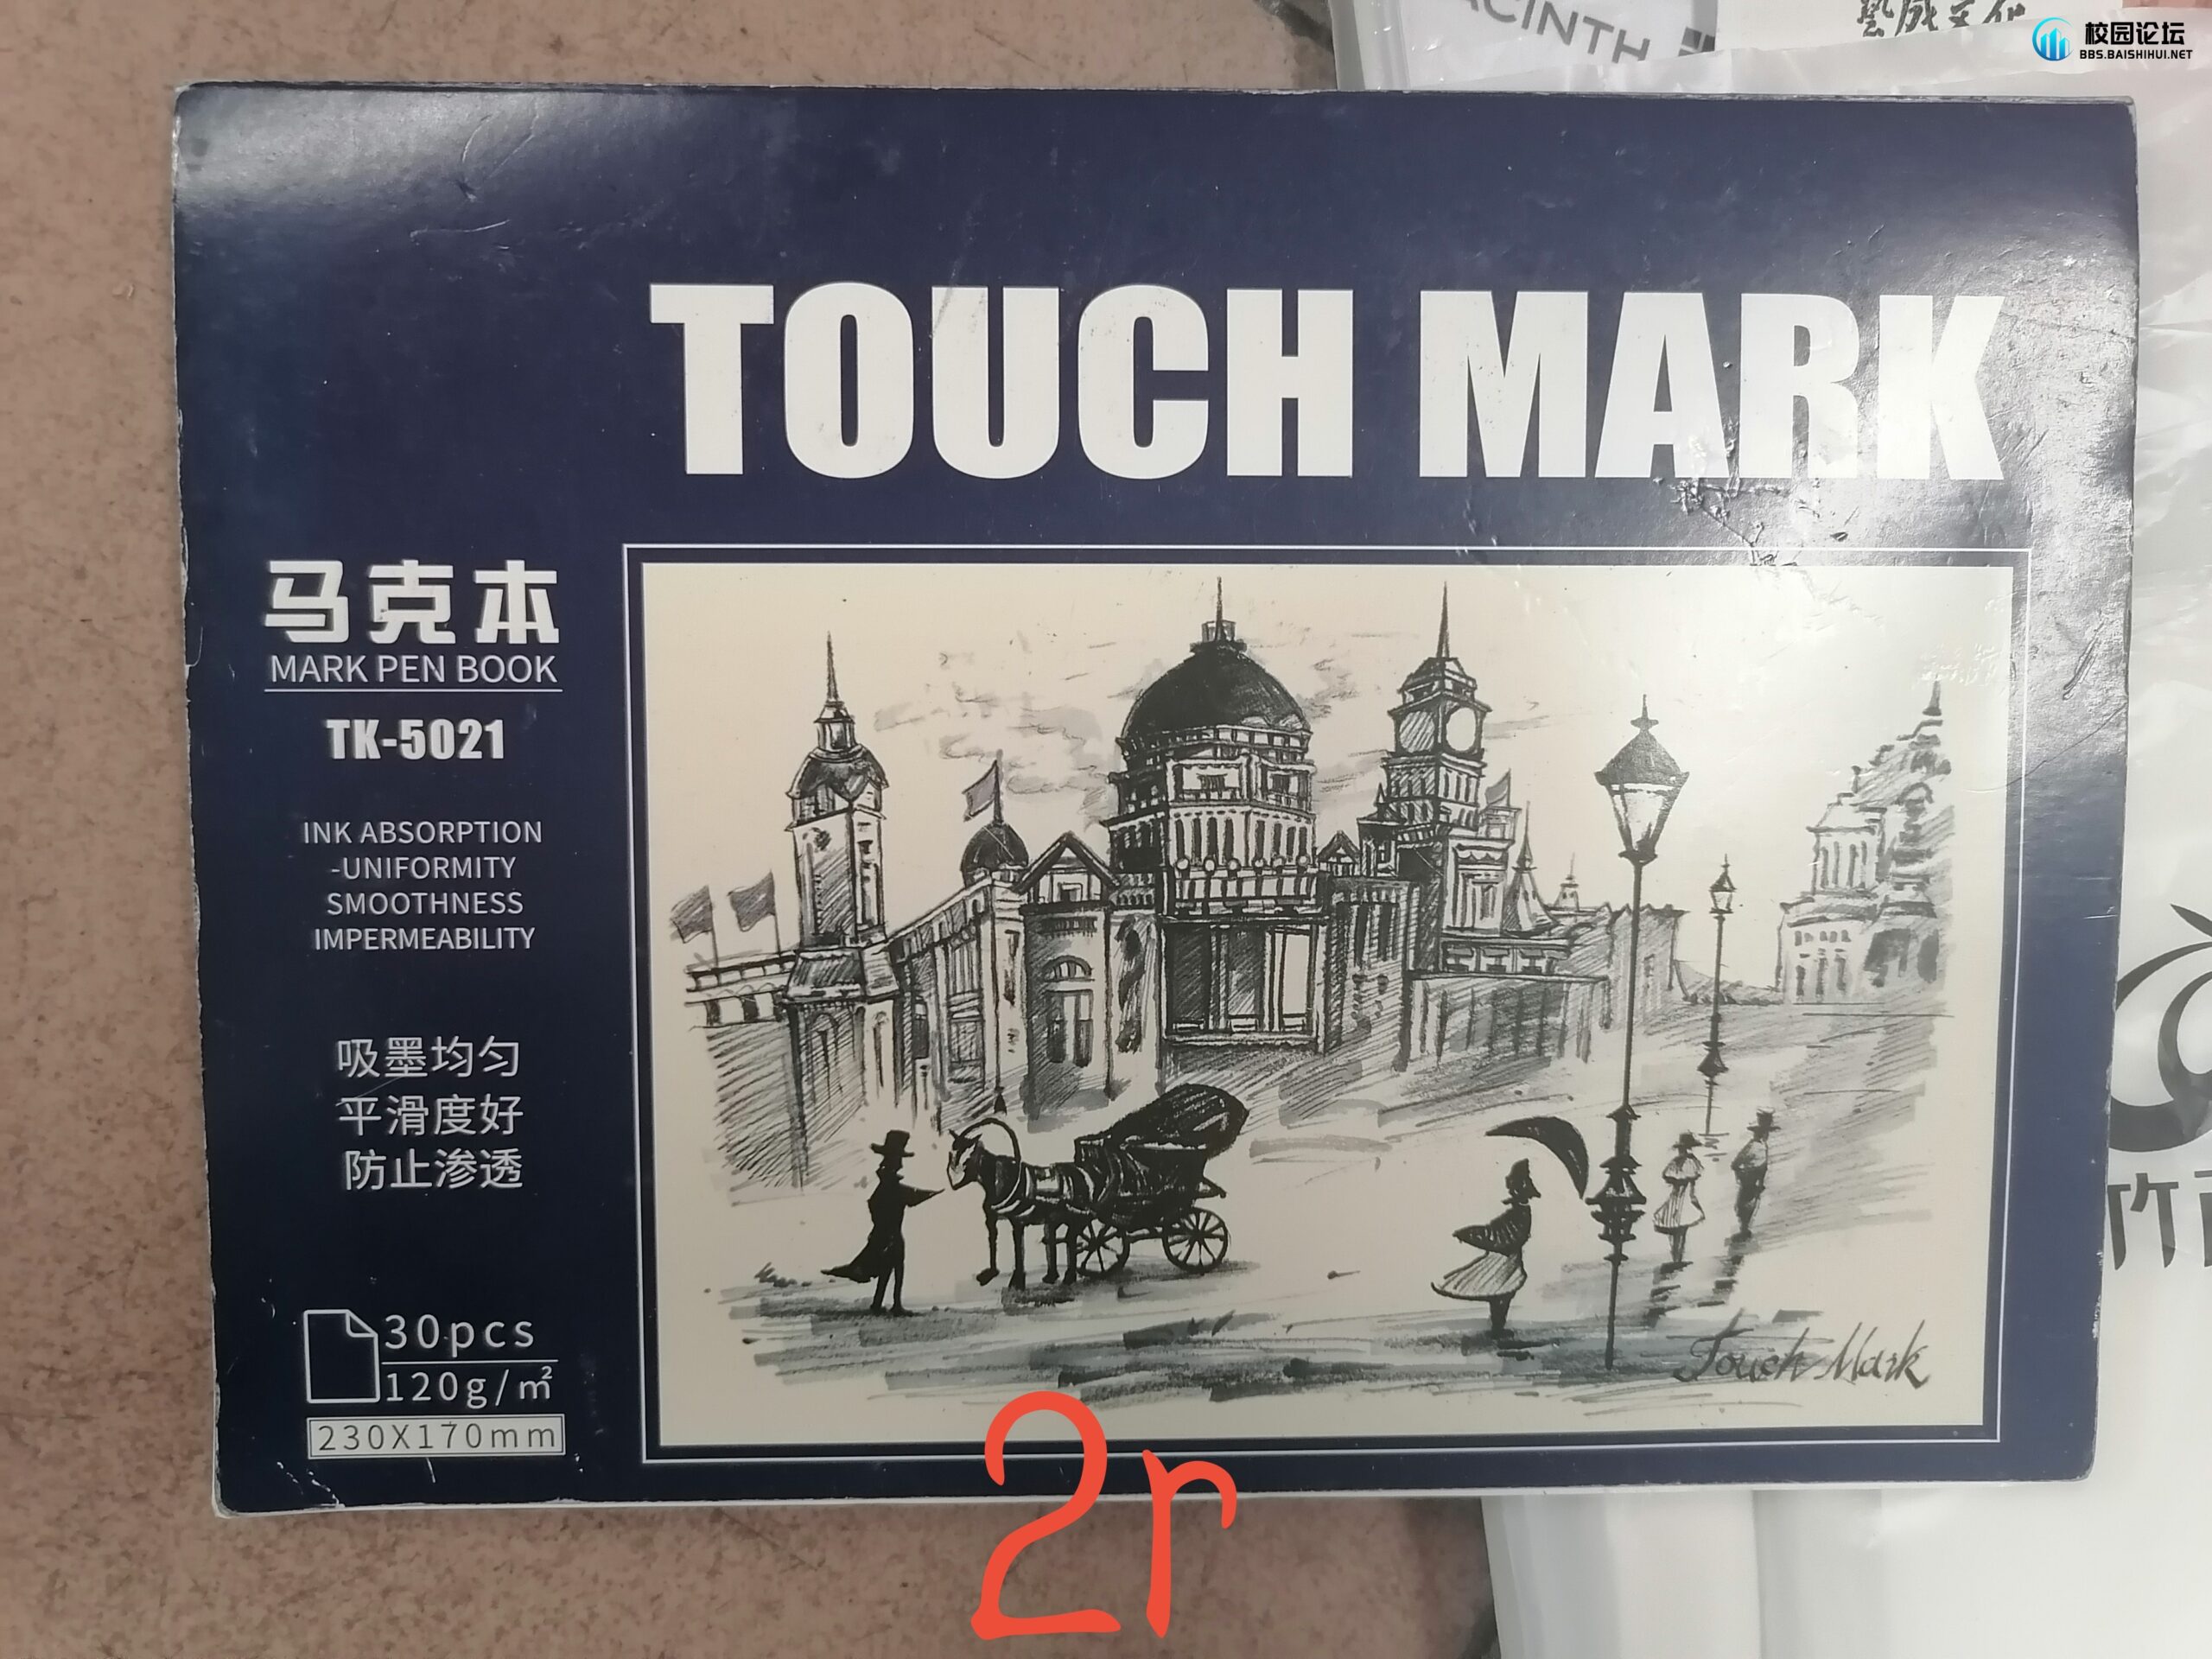 校园论坛
BBS.BAISHIHUI.NET
TOUCH MARK
马克本
MARK PEN BOOK
TK-5021
INK ABSORPTION
-UNIFORMITY
SMOOTHNESS
IMPERMEABILITY
吸墨均匀
平滑度好
防止渗透
30pcs
120g/㎡
230X170mm
Touch Mark
2r